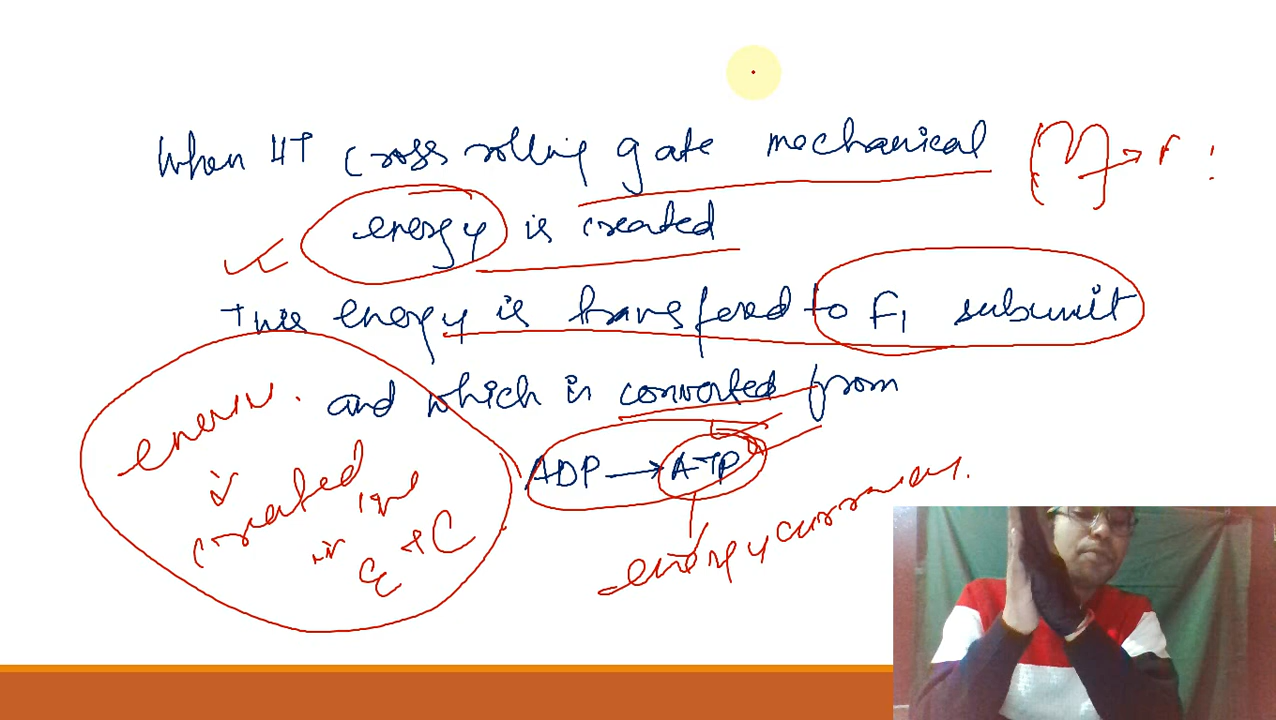 When H+ cross rolling gate mechanical
energy is created
This energy is transfered to F1 subunit
and which is converted from
ADP → ATP
energy currency.
energy.
is
created
in
ETC